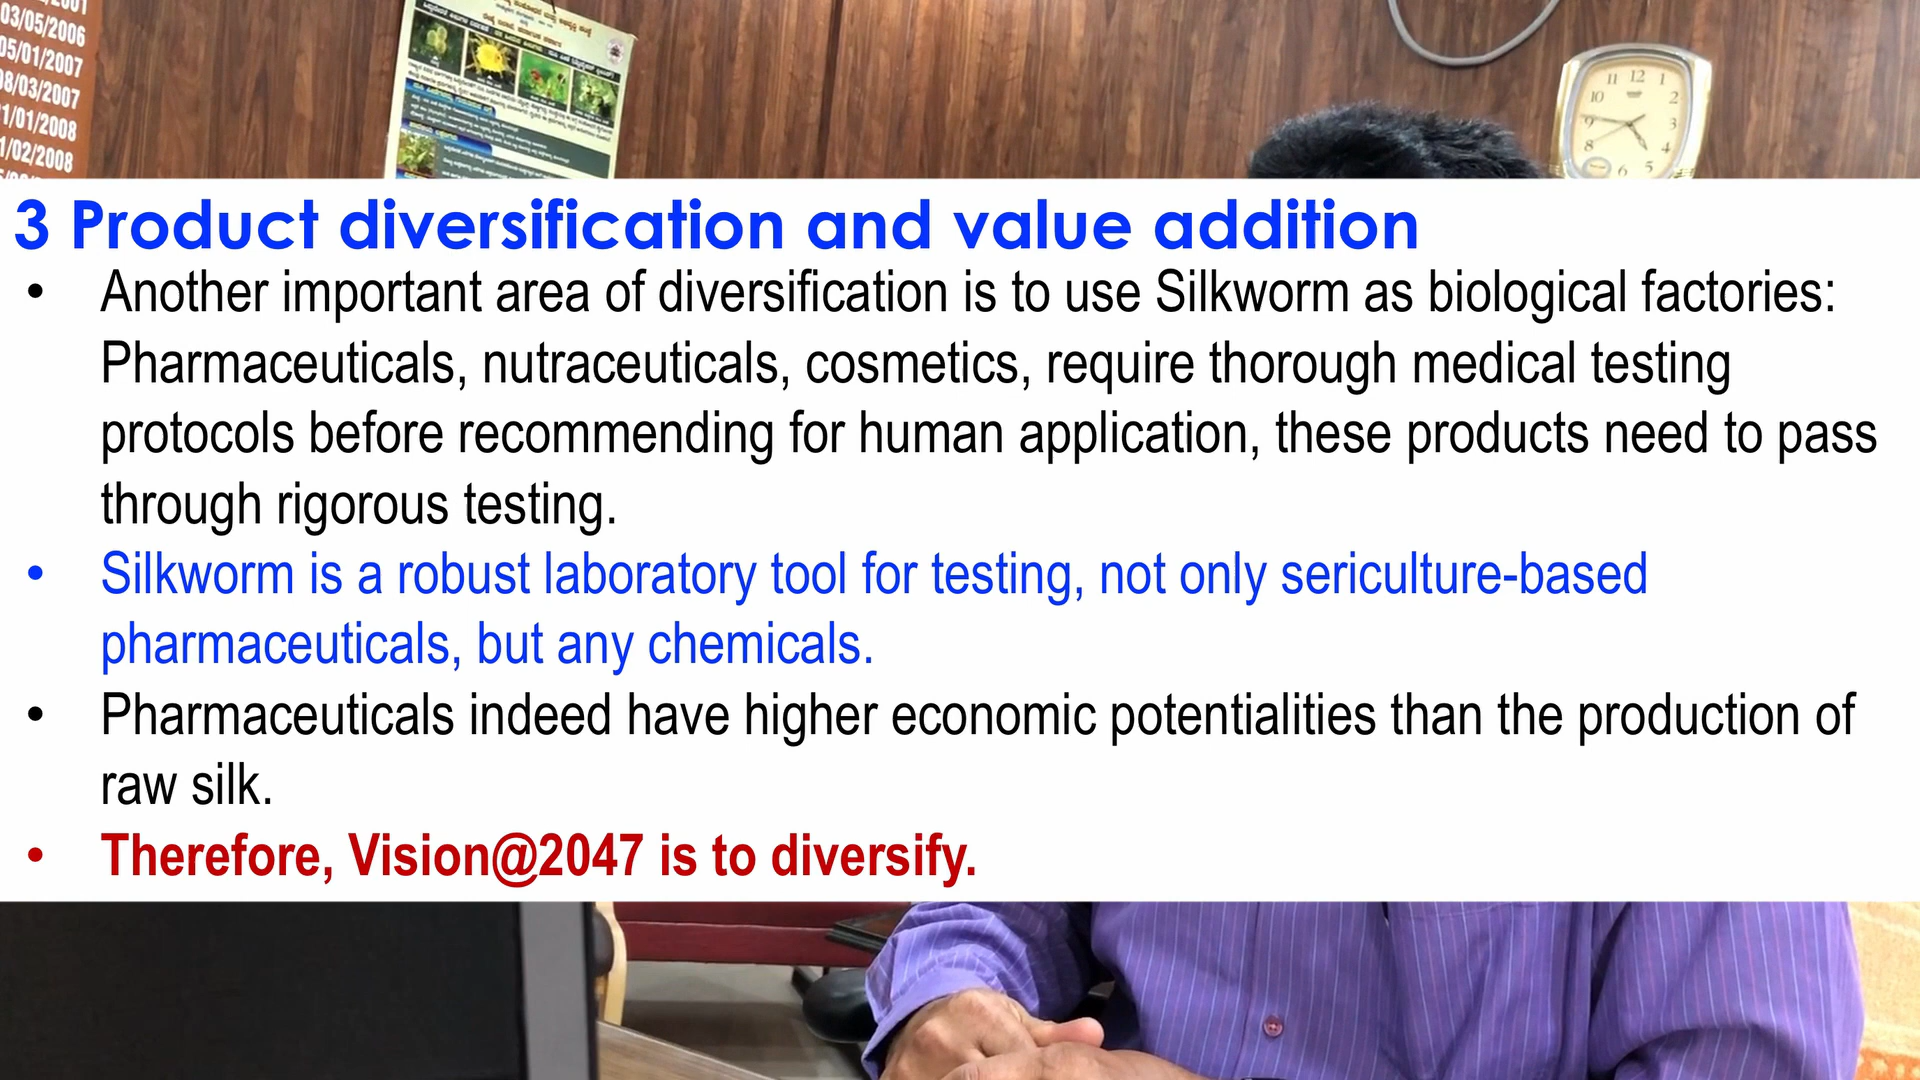 03/05/2006
05/01/2007
08/03/2007
1/01/2008
1/02/2008
12
1
2
3
4
5
6
8
9
10
11
3 Product diversification and value addition
• Another important area of diversification is to use Silkworm as biological factories:
Pharmaceuticals, nutraceuticals, cosmetics, require thorough medical testing
protocols before recommending for human application, these products need to pass
through rigorous testing.
• Silkworm is a robust laboratory tool for testing, not only sericulture-based
pharmaceuticals, but any chemicals.
• Pharmaceuticals indeed have higher economic potentialities than the production of
raw silk.
• Therefore, Vision@2047 is to diversify.